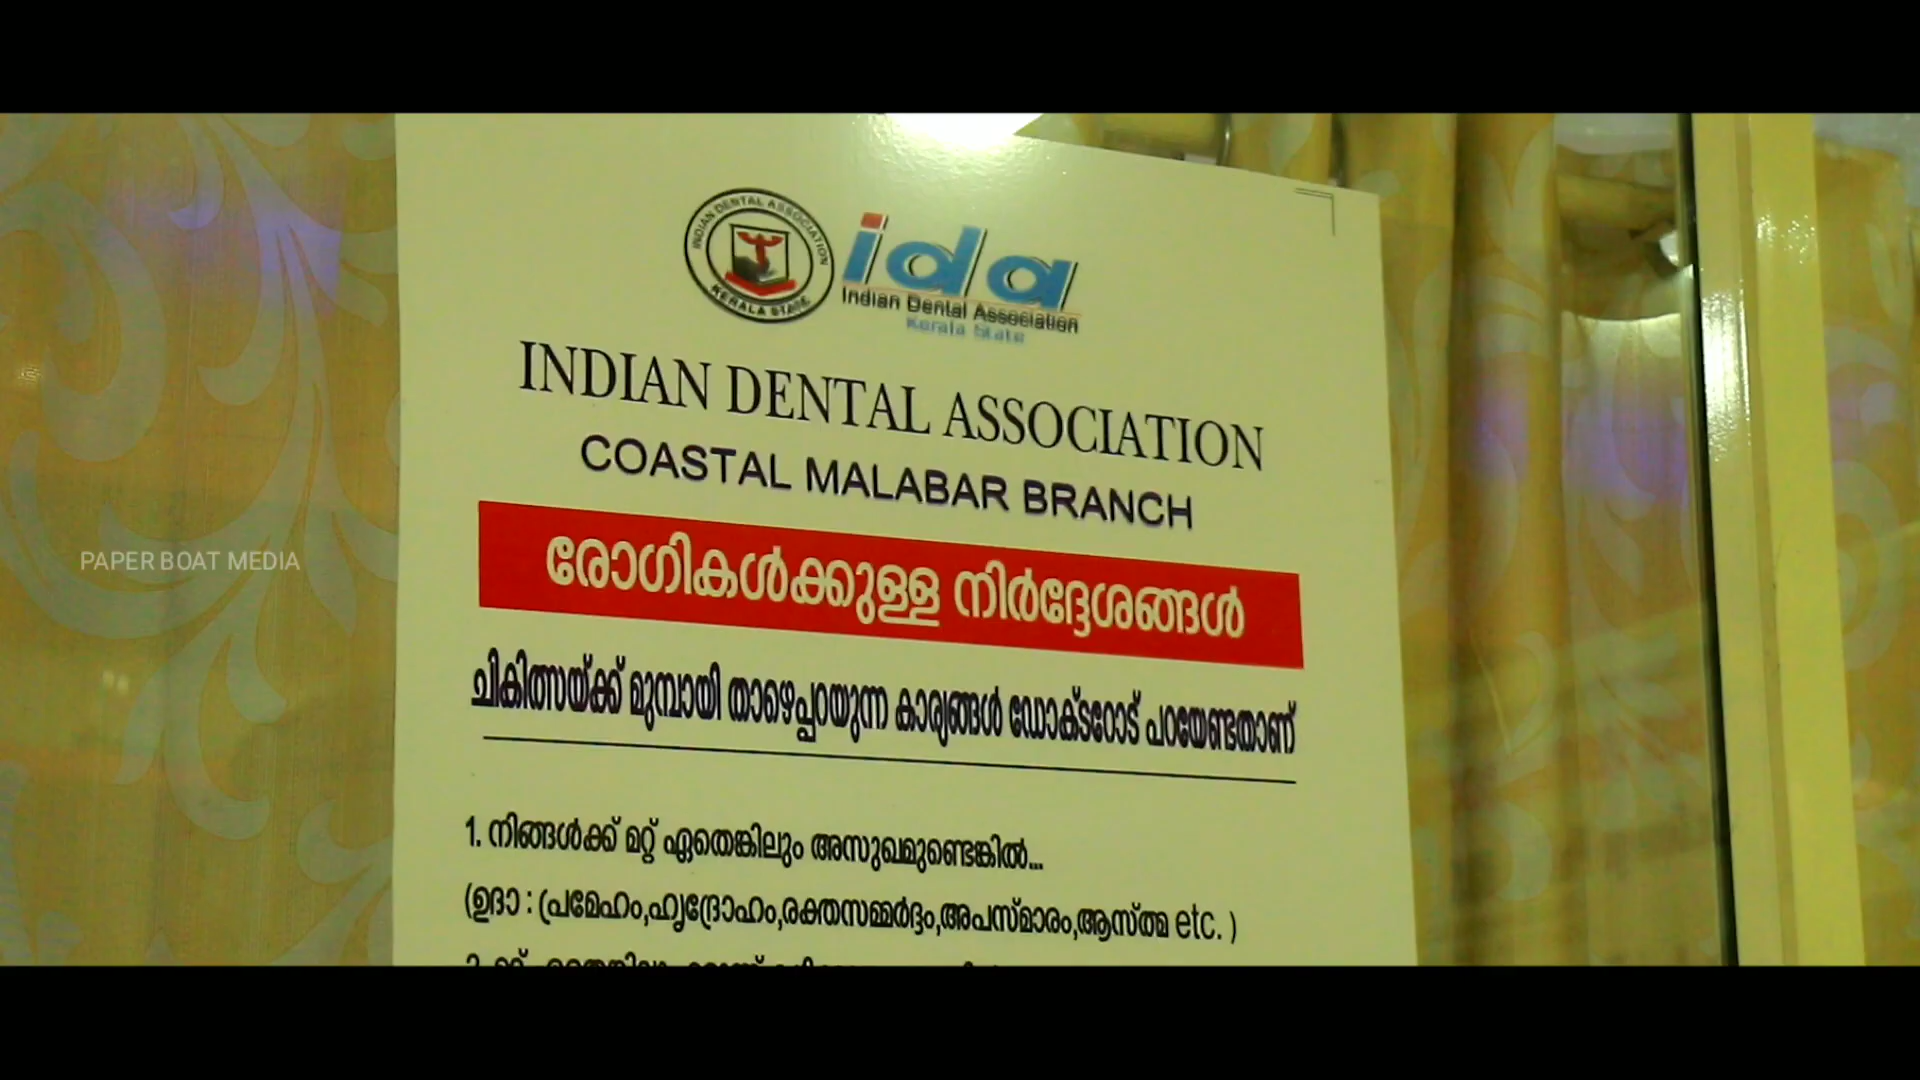 INDIAN DENTAL ASSOCIATION
KERALA STATE
ida
Indian Dental Association
Kerala State
INDIAN DENTAL ASSOCIATION
COASTAL MALABAR BRANCH
രോഗികൾക്കുള്ള നിർദ്ദേശങ്ങൾ
PAPER BOAT MEDIA
ചികിത്സയ്ക്ക് മുമ്പായി താഴെപ്പറയുന്ന കാര്യങ്ങൾ ഡോക്ടറോട് പറയേണ്ടതാണ്
1. നിങ്ങൾക്ക് മറ്റ് ഏതെങ്കിലും അസുഖമുണ്ടെങ്കിൽ...
(ഉദാ : പ്രമേഹം,ഹൃദ്രോഹം,രക്തസമ്മർദ്ദം,അപസ്മാരം,ആസ്ത്മ etc. )